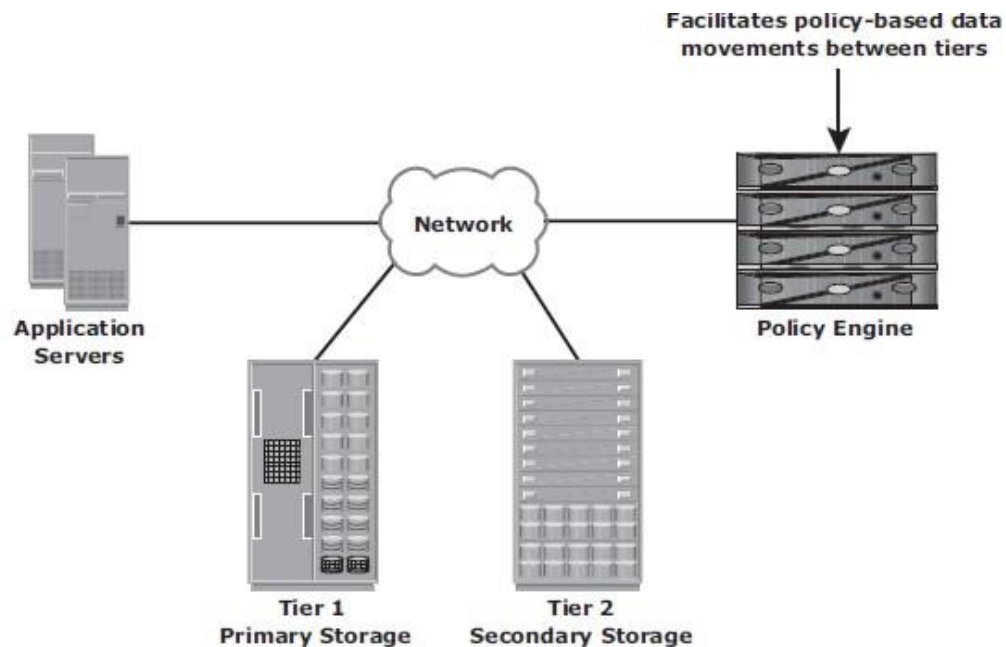 Facilitates policy-based data
movements between tiers
Network
Application
Servers
Policy Engine
Tier 1
Primary Storage
Tier 2
Secondary Storage